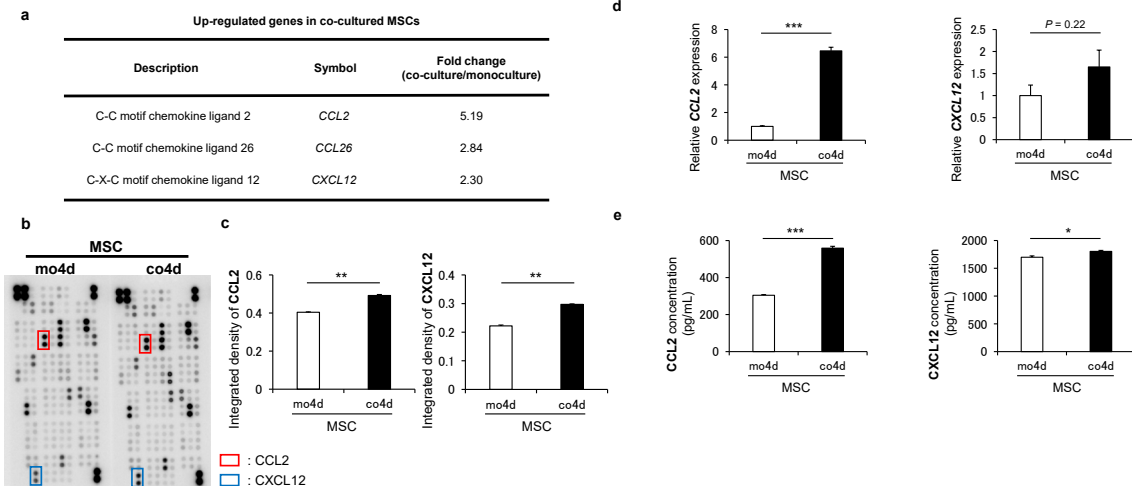 a
Up-regulated genes in co-cultured MSCs
Description Symbol Fold change
(co-culture/monoculture)
C-C motif chemokine ligand 2 CCL2 5.19
C-C motif chemokine ligand 26 CCL26 2.84
C-X-C motif chemokine ligand 12 CXCL12 2.30
b
MSC
mo4d co4d
: CCL2
: CXCL12
c
Integrated density of CCL2
0.6
0.4
0.2
0
**
mo4d co4d
MSC
Integrated density of CXCL12
0.4
0.3
0.2
0.1
0
**
mo4d co4d
MSC
d
Relative CCL2 expression
8
6
4
2
0
***
mo4d co4d
MSC
Relative CXCL12 expression
2.5
2
1.5
1
0.5
0
P = 0.22
mo4d co4d
MSC
e
CCL2 concentration
(pg/mL)
600
400
200
0
***
mo4d co4d
MSC
CXCL12 concentration
(pg/mL)
2000
1500
1000
500
0
*
mo4d co4d
MSC